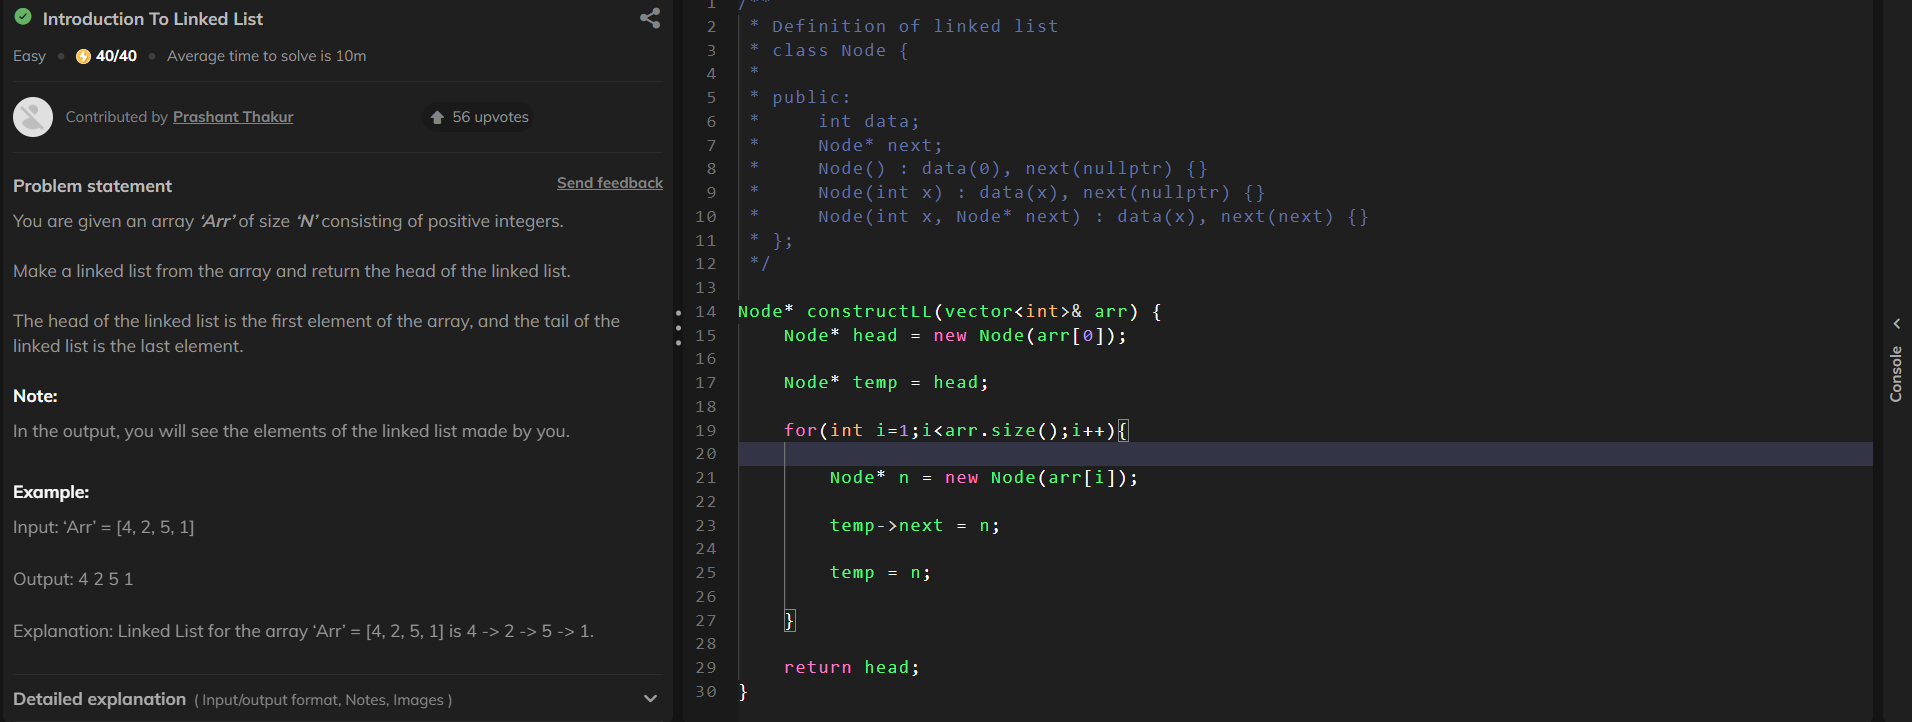 Introduction To Linked List
Easy • 40/40 • Average time to solve is 10m
Contributed by Prashant Thakur
56 upvotes
Problem statement
Send feedback
You are given an array ‘Arr’ of size ‘N’ consisting of positive integers.
Make a linked list from the array and return the head of the linked list.
The head of the linked list is the first element of the array, and the tail of the
linked list is the last element.
Note:
In the output, you will see the elements of the linked list made by you.
Example:
Input: ‘Arr’ = [4, 2, 5, 1]
Output: 4 2 5 1
Explanation: Linked List for the array ‘Arr’ = [4, 2, 5, 1] is 4 -> 2 -> 5 -> 1.
Detailed explanation ( Input/output format, Notes, Images )
1 /**
2 * Definition of linked list
3 * class Node {
4 *
5 * public:
6 *     int data;
7 *     Node* next;
8 *     Node() : data(0), next(nullptr) {}
9 *     Node(int x) : data(x), next(nullptr) {}
10 *     Node(int x, Node* next) : data(x), next(next) {}
11 * };
12 */
13
14 Node* constructLL(vector<int>& arr) {
15     Node* head = new Node(arr[0]);
16
17     Node* temp = head;
18
19     for(int i=1;i<arr.size();i++){
20
21         Node* n = new Node(arr[i]);
22
23         temp->next = n;
24
25         temp = n;
26
27     }
28
29     return head;
30 }
Console